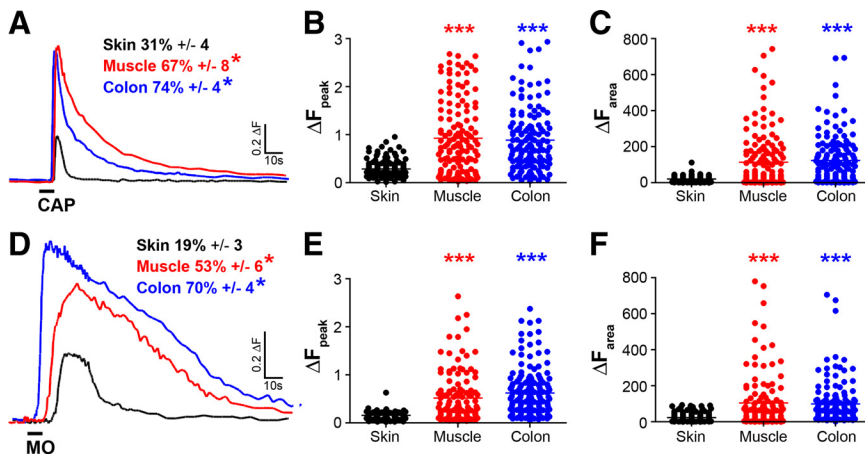 A
Skin 31% +/- 4
Muscle 67% +/- 8*
Colon 74% +/- 4*
0.2 ΔF
10s
CAP
B
*** ***
ΔFpeak
3
2
1
0
Skin Muscle Colon
C
*** ***
ΔFarea
800
600
400
200
0
Skin Muscle Colon
D
Skin 19% +/- 3
Muscle 53% +/- 6*
Colon 70% +/- 4*
0.2 ΔF
10s
MO
E
*** ***
ΔFpeak
3
2
1
0
Skin Muscle Colon
F
*** ***
ΔFarea
800
600
400
200
0
Skin Muscle Colon